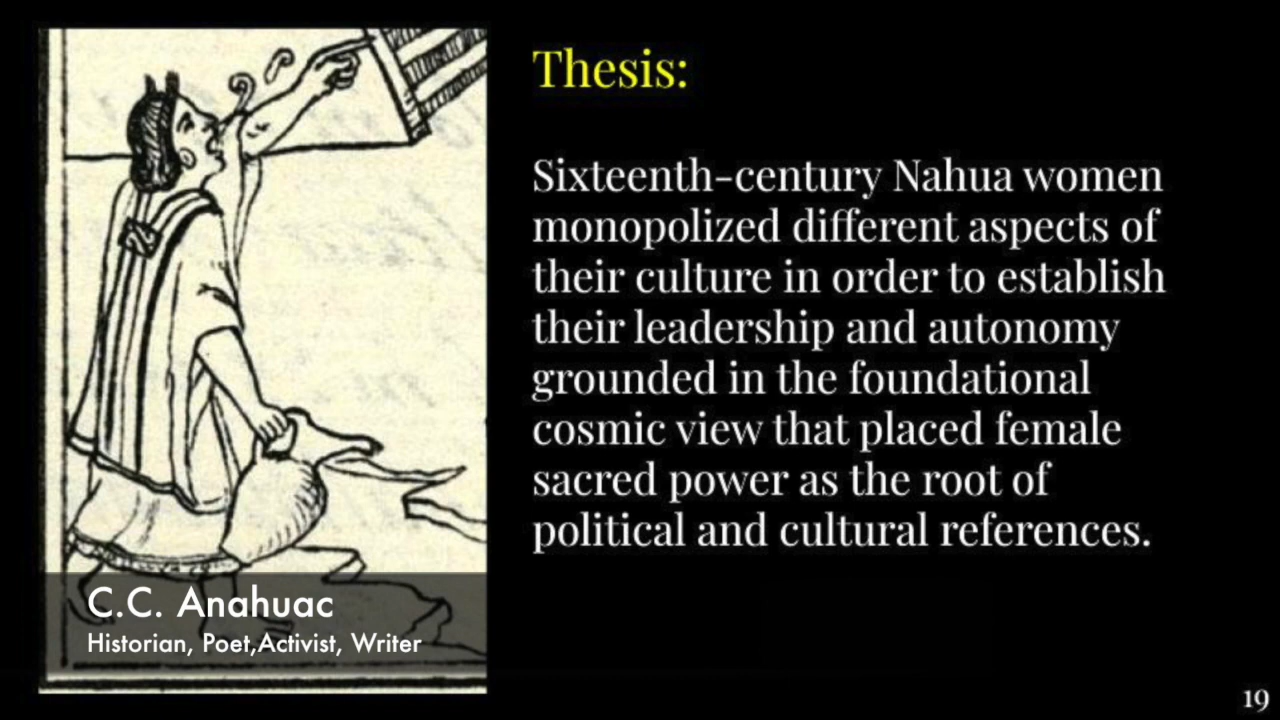 Thesis:
Sixteenth-century Nahua women
monopolized different aspects of
their culture in order to establish
their leadership and autonomy
grounded in the foundational
cosmic view that placed female
sacred power as the root of
political and cultural references.
C.C. Anahuac
Historian, Poet,Activist, Writer
19